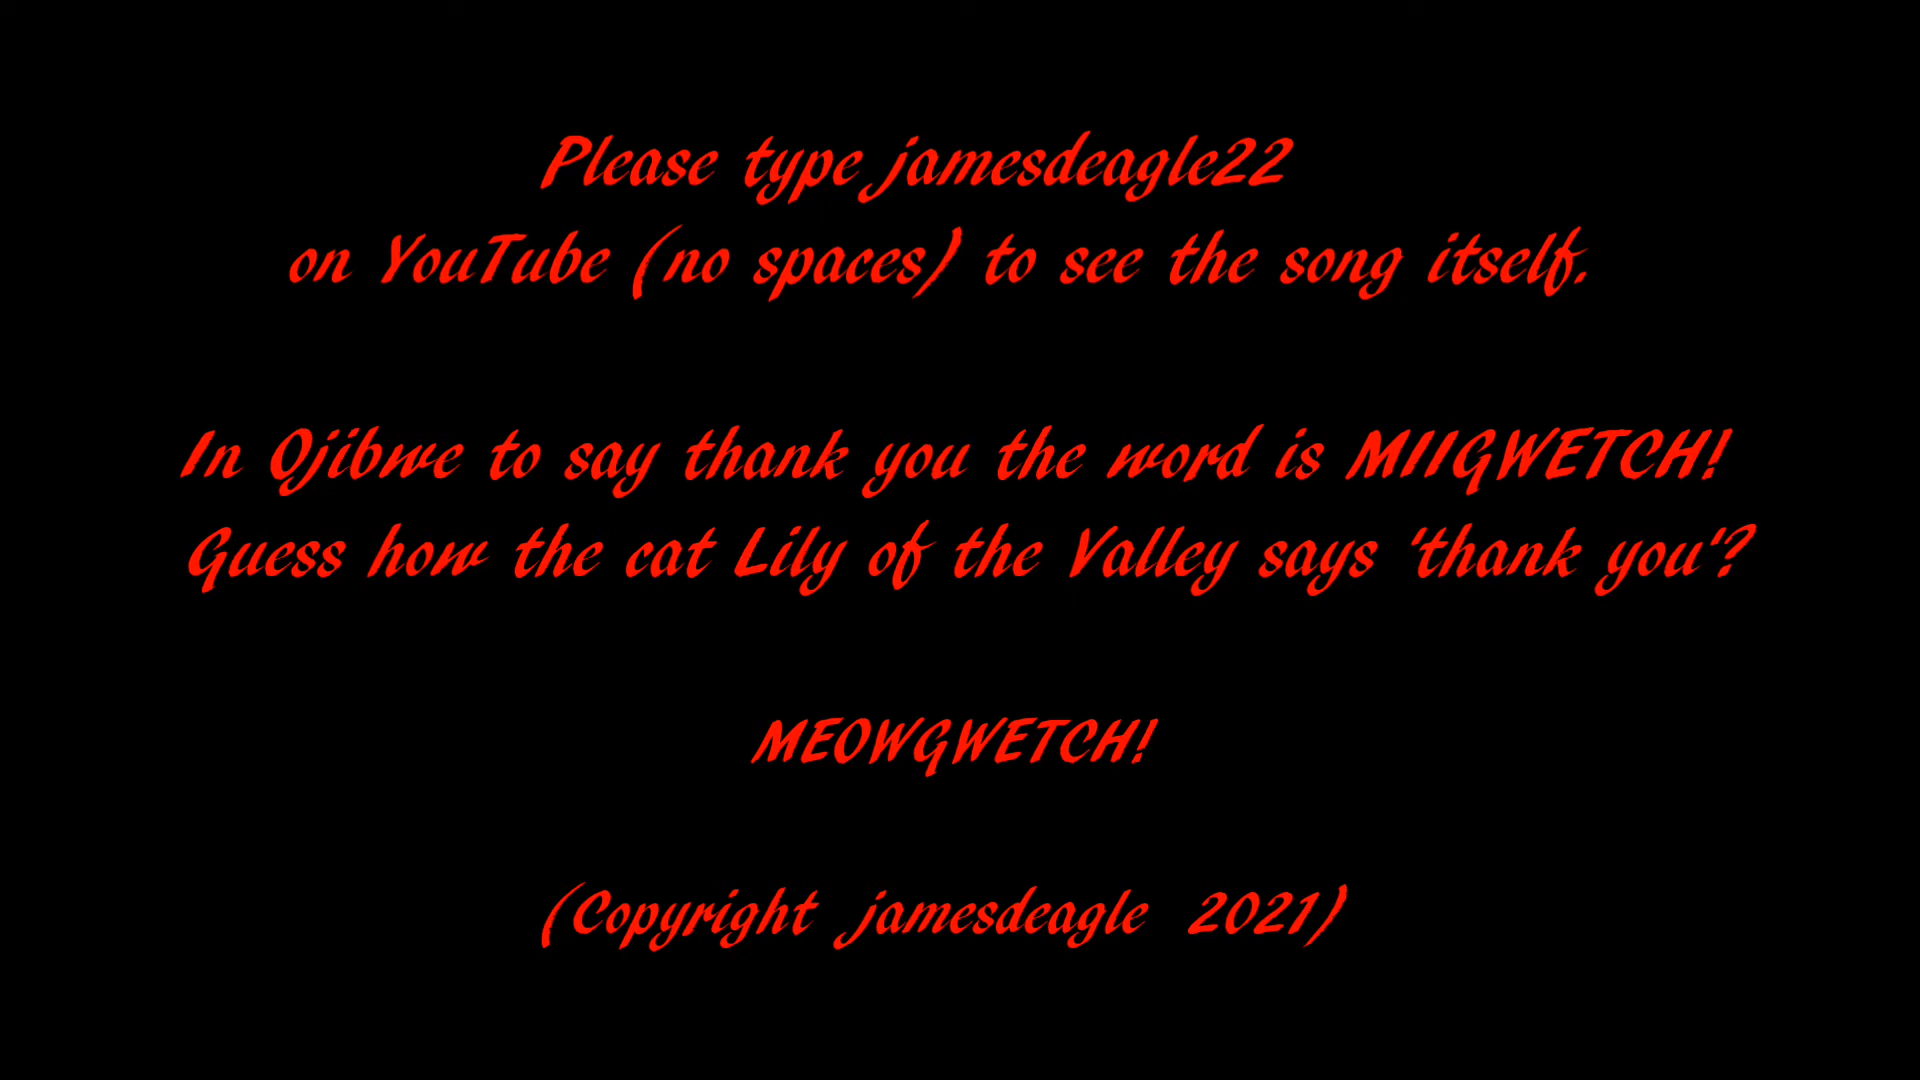 Please type jamesdeagle22
on YouTube (no spaces) to see the song itself.
In Ojibwe to say thank you the word is MIIGWETCH!
Guess how the cat Lily of the Valley says 'thank you'?
MEOWGWETCH!
(Copyright jamesdeagle 2021)